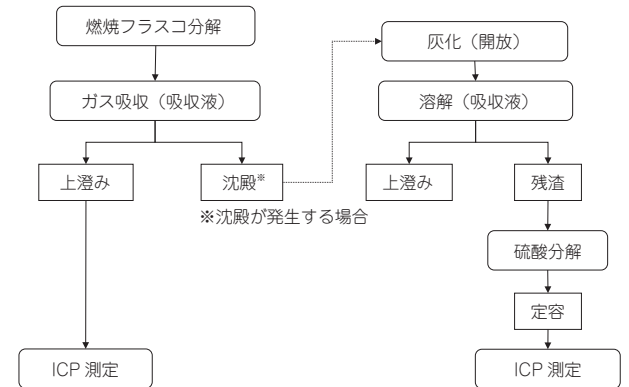 燃焼フラスコ分解
ガス吸収（吸収液）
上澄み
沈殿※
※沈殿が発生する場合
ICP 測定
灰化（開放）
溶解（吸収液）
上澄み
残渣
硫酸分解
定容
ICP 測定